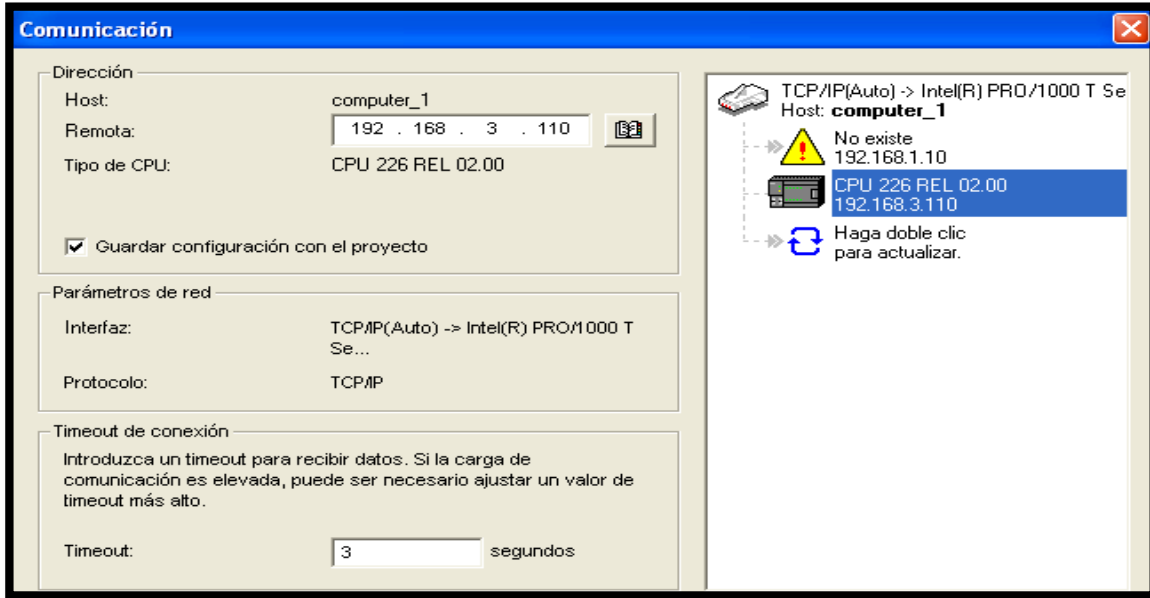 Comunicación
Dirección
Host: computer_1
Remota: 192 . 168 . 3 . 110
Tipo de CPU: CPU 226 REL 02.00
Guardar configuración con el proyecto
Parámetros de red
Interfaz: TCP/IP(Auto) -> Intel(R) PRO/1000 T
Se...
Protocolo: TCP/IP
Timeout de conexión
Introduzca un timeout para recibir datos. Si la carga de
comunicación es elevada, puede ser necesario ajustar un valor de
timeout más alto.
Timeout: 3 segundos
TCP/IP(Auto) -> Intel(R) PRO/1000 T Se
Host: computer_1
No existe
192.168.1.10
CPU 226 REL 02.00
192.168.3.110
Haga doble clic
para actualizar.